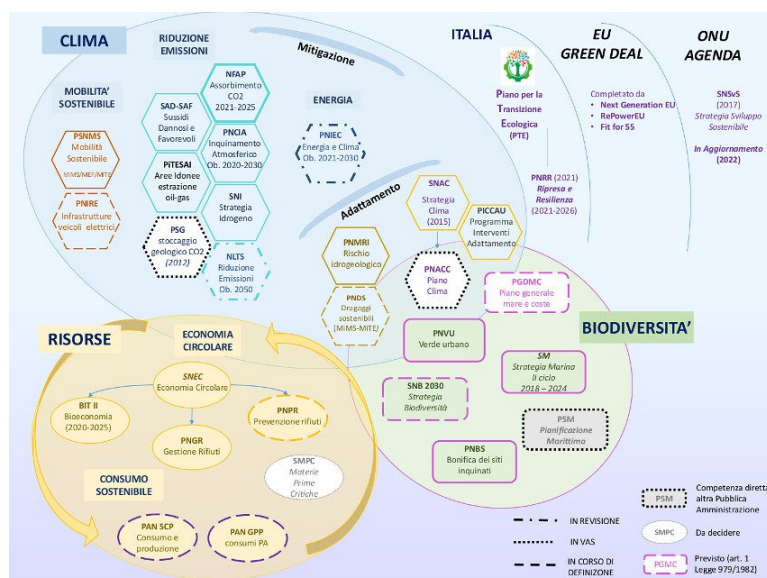 CLIMA
RIDUZIONE
EMISSIONI
Mitigazione
ITALIA
EU
GREEN DEAL
ONU
AGENDA
MOBILITA'
SOSTENIBILE
NFAP
Assorbimento
CO2
2021-2025
SAD-SAF
Sussidi
Dannosi e
Favorevoli
ENERGIA
PSNMS
Mobilità
Sostenibile
MIMS/MEF/MITE
PNCIA
Inquinamento
Atmosferico
Ob. 2020-2030
PNIEC
Energia e Clima
Ob. 2021-2030
PiTESAI
Aree Idonee
estrazione
oil-gas
PNIRE
Infrastrutture
veicoli elettrici
SNI
Strategia
Idrogeno
PSG
stoccaggio
geologico CO2
(2012)
NLTS
Riduzione
Emissioni
Ob. 2050
Adattamento
Piano per la
Transizione
Ecologica
(PTE)
PNRR (2021)
Ripresa e
Resilienza
(2021-2026)
Completato da
• Next Generation EU
• RePowerEU
• Fit for 55
SNSvS
(2017)
Strategia Sviluppo
Sostenibile
In Aggiornamento
(2022)
SNAC
Strategia
Clima
(2015)
PICCAU
Programma
Interventi
Adattamento
PNMRI
Rischio
idrogeologico
PNACC
Piano
Clima
PGDMC
Piano generale
mare e coste
PNDS
Dragaggi
sostenibili
(MiMS-MITE)
BIODIVERSITA'
PNVU
Verde urbano
SM
Strategia Marina
II ciclo
2018 – 2024
SNB 2030
Strategia
Biodiversità
PSM
Planificazione
Marittima
PNBS
Bonifica dei siti
inquinati
RISORSE
ECONOMIA
CIRCOLARE
SNEC
Economia Circolare
BIT II
Bioeconomia
(2020-2025)
PNPR
Prevenzione rifiuti
PNGR
Gestione Rifiuti
SMPC
Materie
Prime
Critiche
CONSUMO
SOSTENIBILE
PAN SCP
Consumo e
produzione
PAN GPP
consumi PA
IN REVISIONE
IN VAS
IN CORSO DI
DEFINIZONE
PSM
Competenza diretta
altra Pubblica
Amministrazione
SMPC
Da decidere
PGMC
Previsto (art. 1
Legge 979/1982)